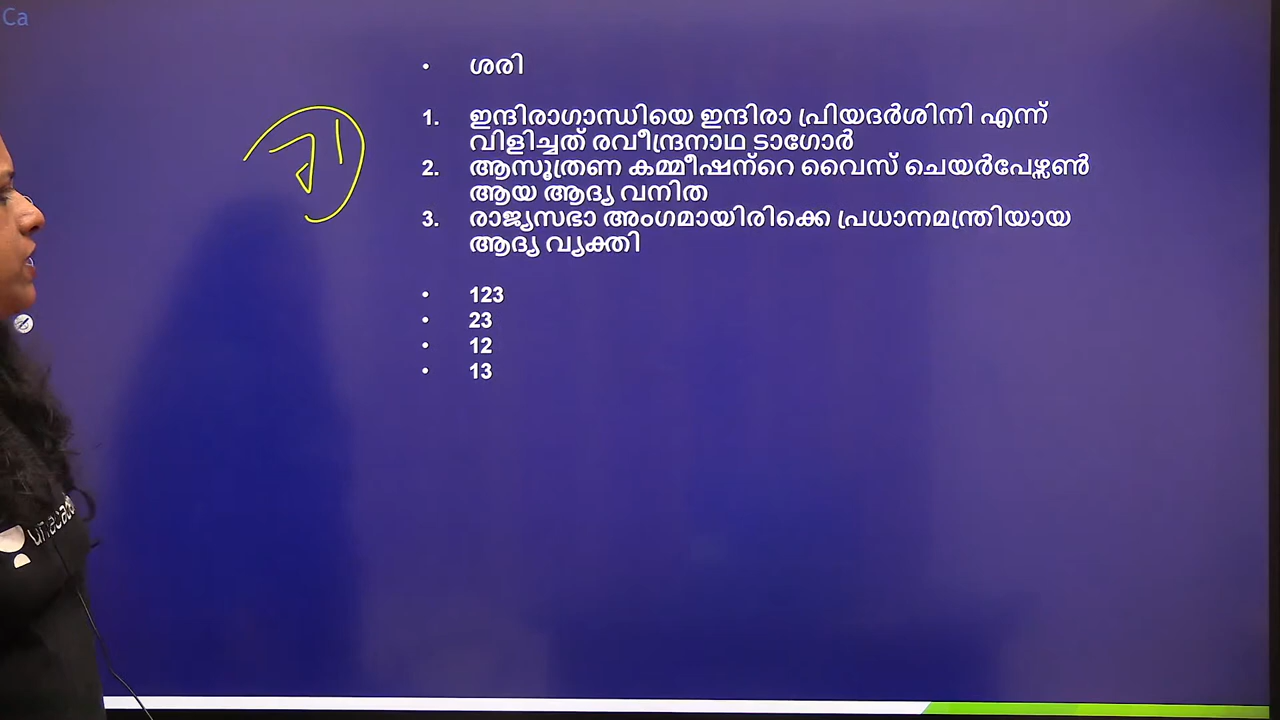 Ca
• ശരി
1. ഇന്ദിരാഗാന്ധിയെ ഇന്ദിരാ പ്രിയദർശിനി എന്ന്
വിളിച്ചത് രവീന്ദ്രനാഥ ടാഗോർ
2. ആസൂത്രണ കമ്മീഷന്റെ വൈസ് ചെയർപേഴ്സൺ
ആയ ആദ്യ വനിത
3. രാജ്യസഭാ അംഗമായിരിക്കെ പ്രധാനമന്ത്രിയായ
ആദ്യ വ്യക്തി
• 123
• 23
• 12
• 13